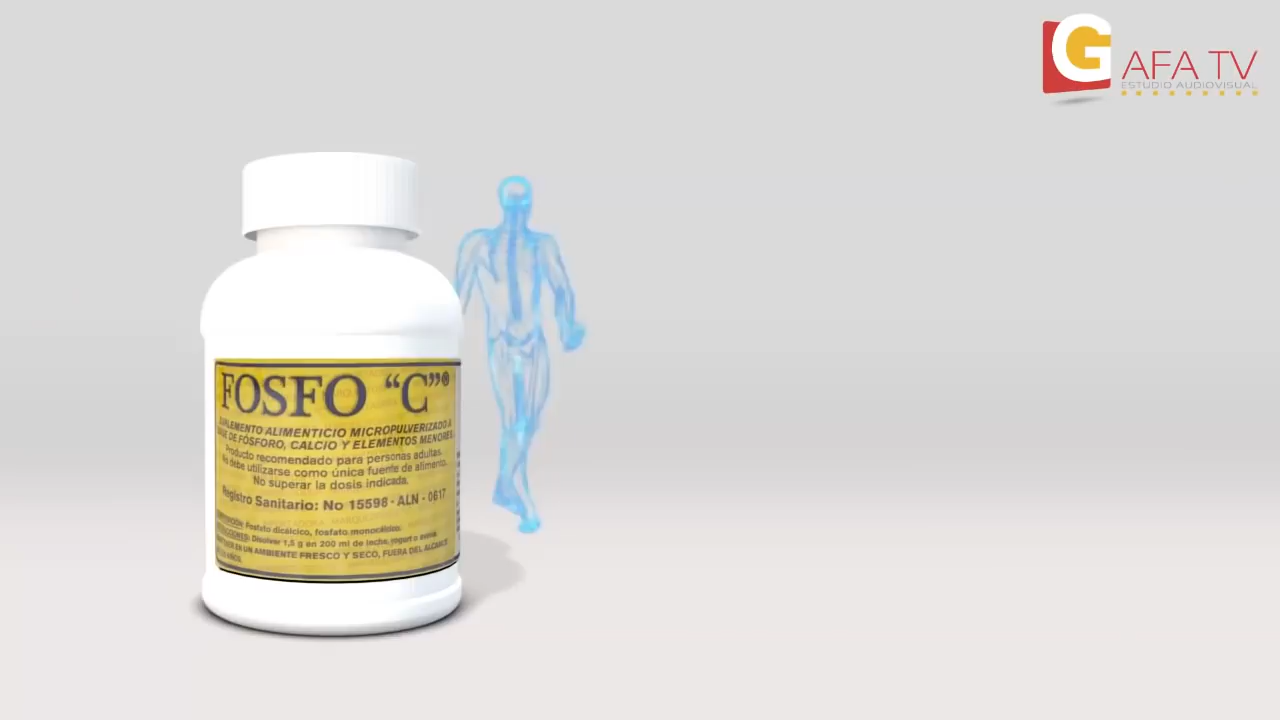 GAFA TV
ESTUDIO AUDIOVISUAL
FOSFO “C”®
SUPLEMENTO ALIMENTICIO MICROPULVERIZADO A
BASE DE FÓSFORO, CALCIO Y ELEMENTOS MENORES.
Producto recomendado para personas adultas.
No debe utilizarse como única fuente de alimento.
No superar la dosis indicada.
Registro Sanitario: No 15598 - ALN - 0617
Fosfato dicálcico, fosfato monocálcico.
Disolver 1,5 g en 200 ml de leche, yogurt o
EN UN AMBIENTE FRESCO Y SECO, FUERA DEL ALCANCE